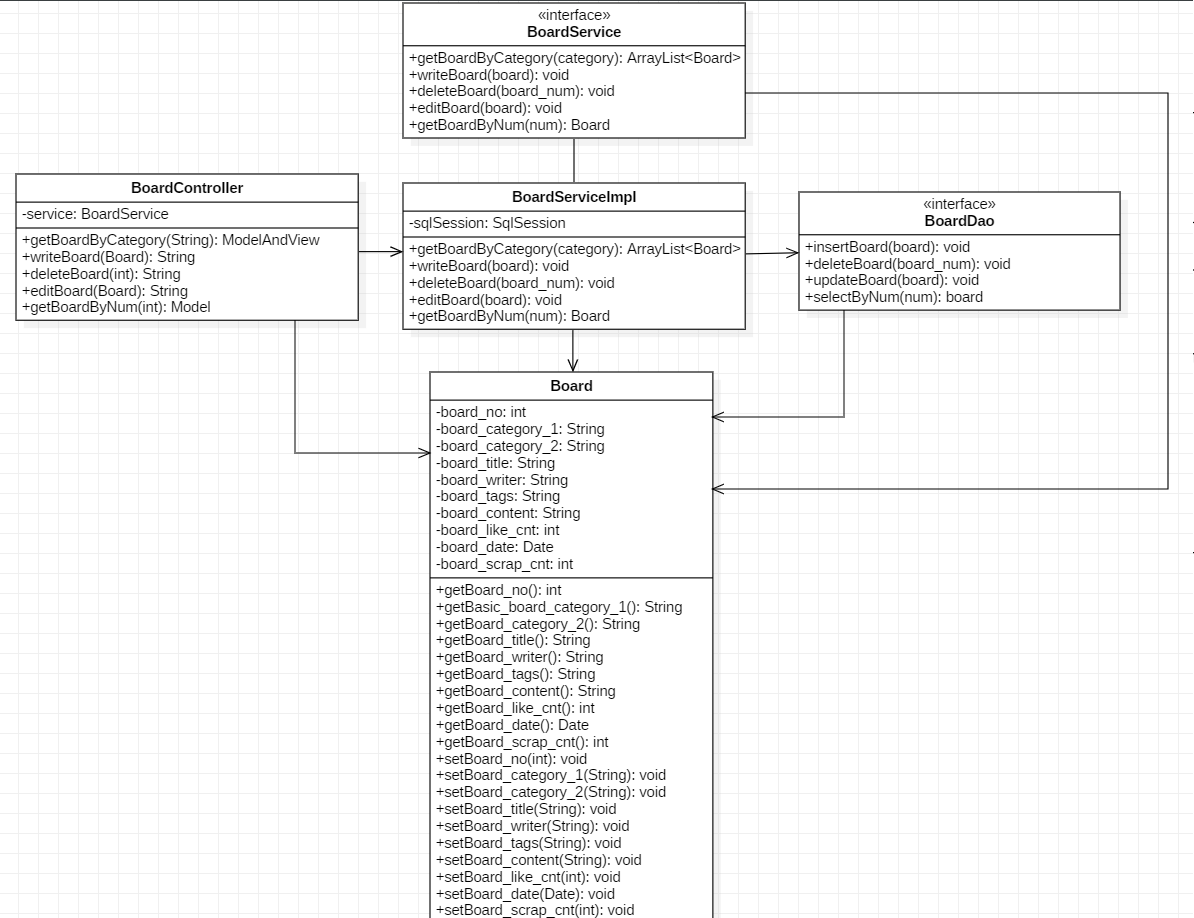 «interface»
BoardService
+getBoardByCategory(category): ArrayList<Board>
+writeBoard(board): void
+deleteBoard(board_num): void
+editBoard(board): void
+getBoardByNum(num): Board
BoardController
-service: BoardService
+getBoardByCategory(String): ModelAndView
+writeBoard(Board): String
+deleteBoard(int): String
+editBoard(Board): String
+getBoardByNum(int): Model
BoardServiceImpl
-sqlSession: SqlSession
+getBoardByCategory(category): ArrayList<Board>
+writeBoard(board): void
+deleteBoard(board_num): void
+editBoard(board): void
+getBoardByNum(num): Board
«interface»
BoardDao
+insertBoard(board): void
+deleteBoard(board_num): void
+updateBoard(board): void
+selectByNum(num): board
Board
-board_no: int
-board_category_1: String
-board_category_2: String
-board_title: String
-board_writer: String
-board_tags: String
-board_content: String
-board_like_cnt: int
-board_date: Date
-board_scrap_cnt: int
+getBoard_no(): int
+getBasic_board_category_1(): String
+getBoard_category_2(): String
+getBoard_title(): String
+getBoard_writer(): String
+getBoard_tags(): String
+getBoard_content(): String
+getBoard_like_cnt(): int
+getBoard_date(): Date
+getBoard_scrap_cnt(): int
+setBoard_no(int): void
+setBoard_category_1(String): void
+setBoard_category_2(String): void
+setBoard_title(String): void
+setBoard_writer(String): void
+setBoard_tags(String): void
+setBoard_content(String): void
+setBoard_like_cnt(int): void
+setBoard_date(Date): void
+setBoard_scrap_cnt(int): void